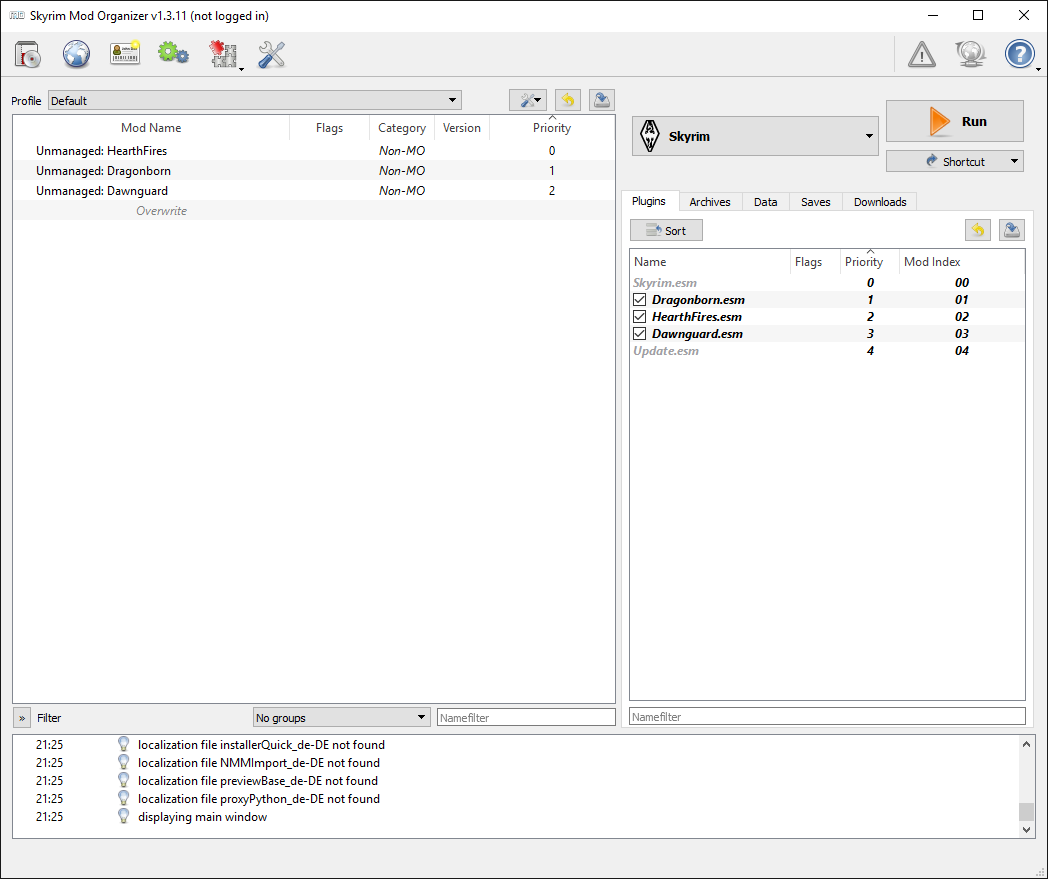 Skyrim Mod Organizer v1.3.11 (not logged in)
Profile Default
Mod Name Flags Category Version Priority
Unmanaged: HearthFires Non-MO 0
Unmanaged: Dragonborn Non-MO 1
Unmanaged: Dawnguard Non-MO 2
Overwrite
Skyrim
Run
Shortcut
Plugins Archives Data Saves Downloads
Sort
Name Flags Priority Mod Index
Skyrim.esm 0 00
Dragonborn.esm 1 01
HearthFires.esm 2 02
Dawnguard.esm 3 03
Update.esm 4 04
» Filter No groups Namefilter
Namefilter
21:25 localization file installerQuick_de-DE not found
21:25 localization file NMMImport_de-DE not found
21:25 localization file previewBase_de-DE not found
21:25 localization file proxyPython_de-DE not found
21:25 displaying main window